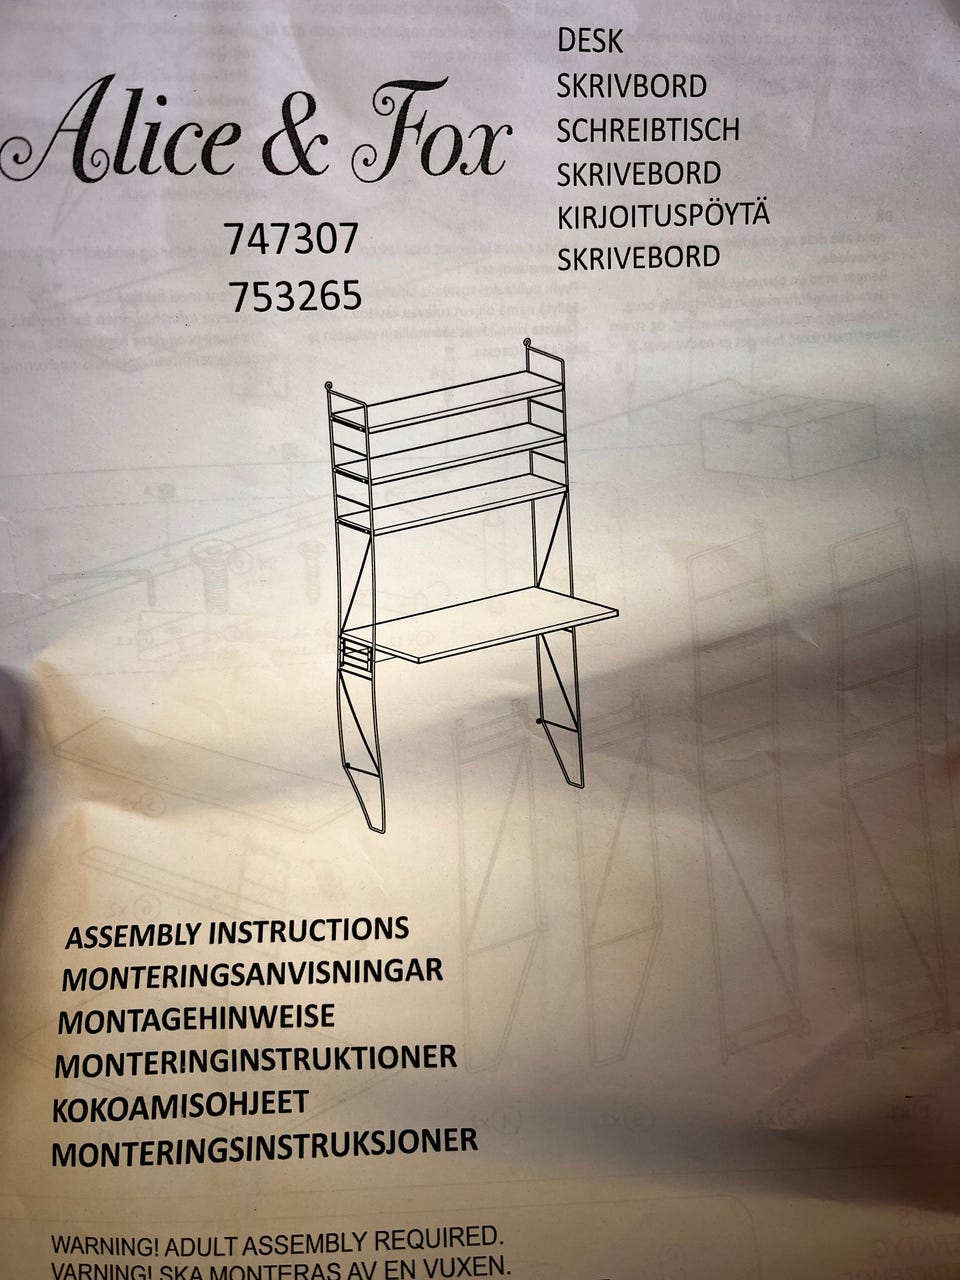 Alice & Fox
747307
753265
DESK
SKRIVBORD
SCHREIBTISCH
SKRIVEBORD
KIRJOITUSPÖYTÄ
SKRIVEBORD
ASSEMBLY INSTRUCTIONS
MONTERINGSANVISNINGAR
MONTAGEHINWEISE
MONTERINGINSTRUKTIONER
KOKOAMISOHJEET
MONTERINGSINSTRUKSJONER
WARNING! ADULT ASSEMBLY REQUIRED.
VARNING! SKA MONTERAS AV EN VUXEN.